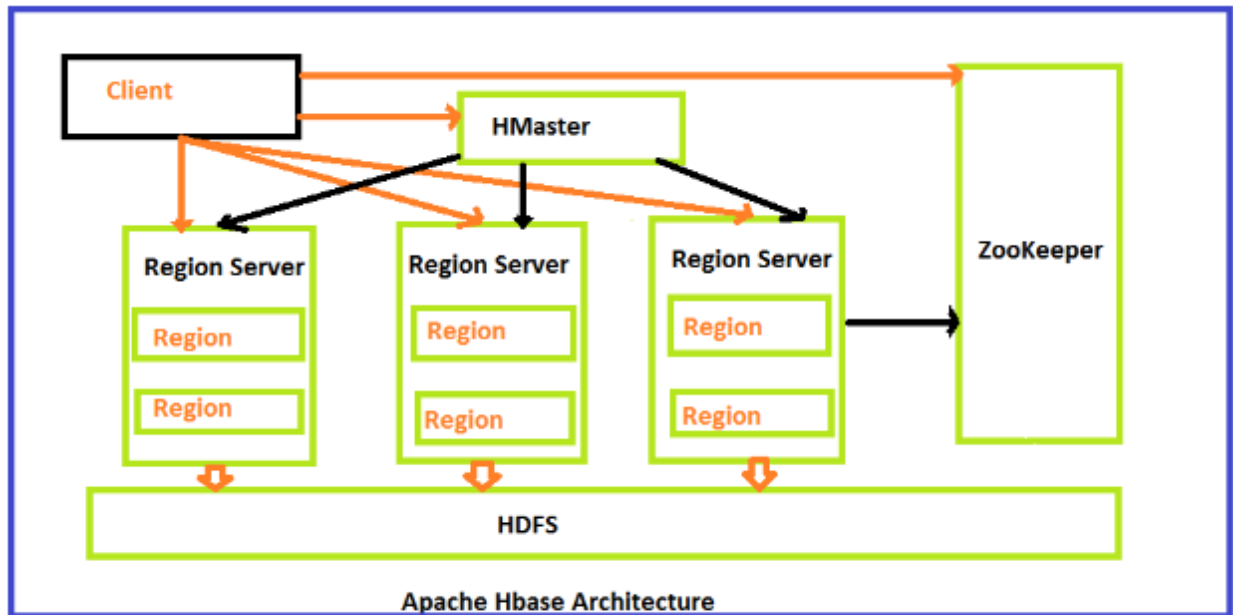 Client
HMaster
Region Server
Region Server
Region Server
ZooKeeper
Region
Region
Region
Region
Region
Region
HDFS
Apache Hbase Architecture